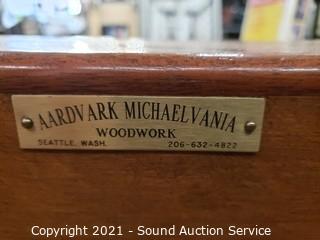 AARDVARK MICHAELVANIA
WOODWORK
SEATTLE, WASH. 206-632-4822
Copyright 2021 - Sound Auction Service